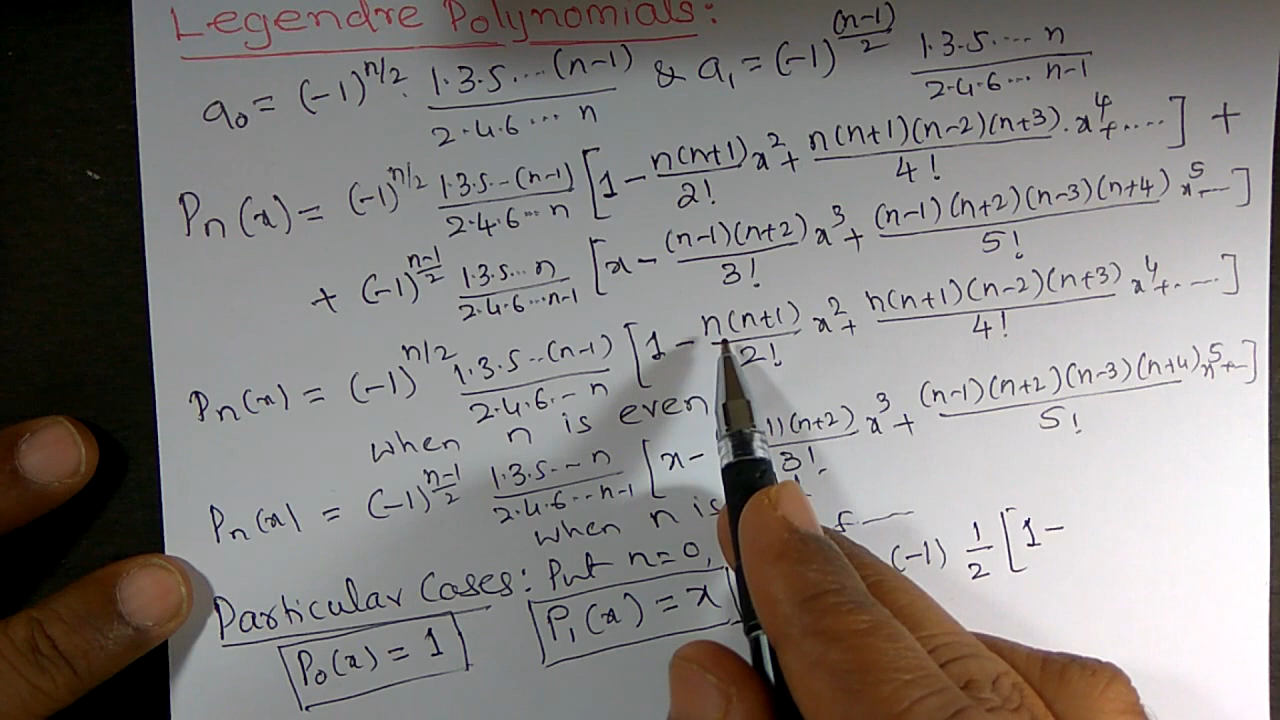 Legendre Polynomials:
a₀ = (-1)^{n/2} · (1·3·5····(n-1))/(2·4·6···n) & a₁ = (-1)^{(n-1)/2} (1·3·5····n)/(2·4·6···n-1)
Pn(x) = (-1)^{n/2} (1·3·5--(n-1))/(2·4·6···n) [1 - n(n+1)/2! x² + n(n+1)(n-2)(n+3)/4! · x⁴ + ····] +
+ (-1)^{(n-1)/2} (1·3·5···n)/(2·4·6···n-1) [x - (n-1)(n+2)/3! x³ + (n-1)(n+2)(n-3)(n+4)/5! x⁵ ---]
Pn(x) = (-1)^{n/2} (1·3·5··(n-1))/(2·4·6·-n) [1 - n(n+1)/2! x² + n(n+1)(n-2)(n+3)/4! x⁴ + ·---]
when n is even
Pn(x) = (-1)^{(n-1)/2} (1·3·5·-~n)/(2·4·6···n-1) [x - 1)(n+2)/3! x³ + (n-1)(n+2)(n-3)(n+4)/5! x⁵ + -]
when n is
Particular Cases: Put n=0, (-1) 1/2 [1-
P₀(x) = 1 P₁(x) = x